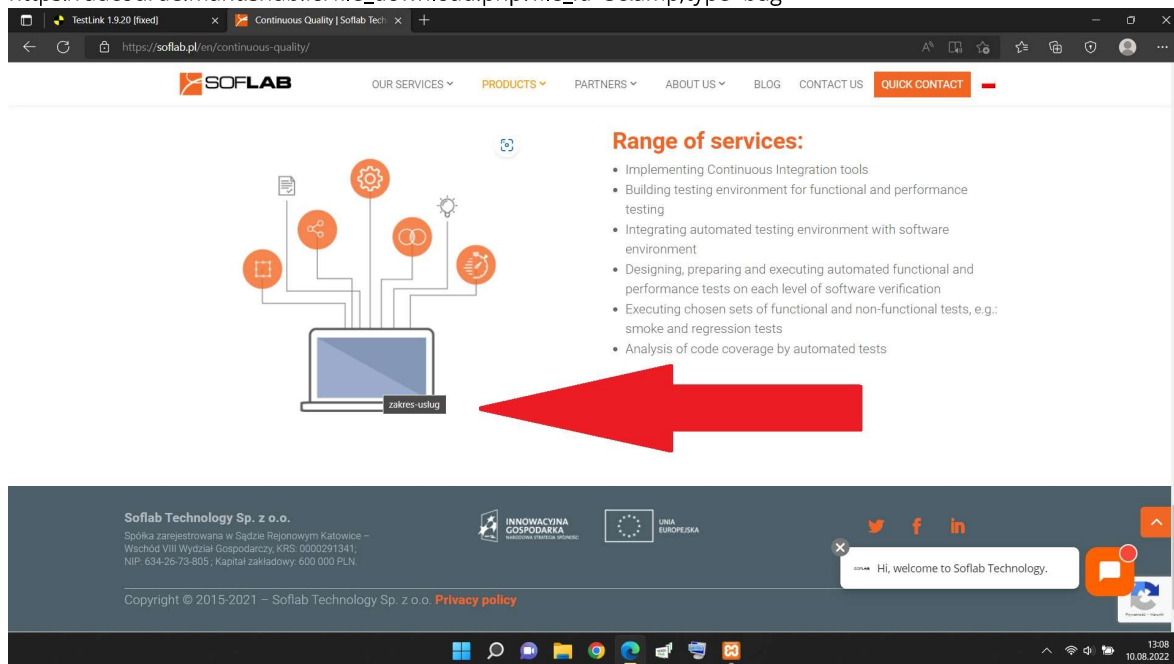 TestLink 1.9.20 [fixed]
Continuous Quality | Soflab Tech
https://soflab.pl/en/continuous-quality/
SOFLAB
OUR SERVICES
PRODUCTS
PARTNERS
ABOUT US
BLOG
CONTACT US
QUICK CONTACT
Range of services:
• Implementing Continuous Integration tools
• Building testing environment for functional and performance
testing
• Integrating automated testing environment with software
environment
• Designing, preparing and executing automated functional and
performance tests on each level of software verification
• Executing chosen sets of functional and non-functional tests, e.g.:
smoke and regression tests
• Analysis of code coverage by automated tests
zakres-uslug
Soflab Technology Sp. z o.o.
Spółka zarejestrowana w Sądzie Rejonowym Katowice –
Wschód VIII Wydział Gospodarczy, KRS: 0000291341;
NIP: 634-26-73-805; Kapitał zakładowy: 600 000 PLN.
INNOWACYJNA
GOSPODARKA
NARODOWA STRATEGIA SPÓJNOŚCI
UNIA
EUROPEJSKA
Hi, welcome to Soflab Technology.
Copyright © 2015-2021 – Soflab Technology Sp. z o.o. Privacy policy
13:08
10.08.2022